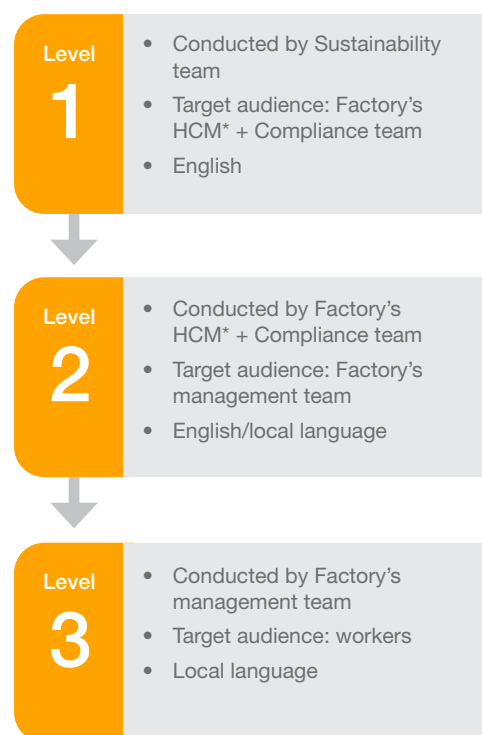 Level
1
• Conducted by Sustainability
team
• Target audience: Factory's
HCM* + Compliance team
• English
Level
2
• Conducted by Factory's
HCM* + Compliance team
• Target audience: Factory's
management team
• English/local language
Level
3
• Conducted by Factory's
management team
• Target audience: workers
• Local language